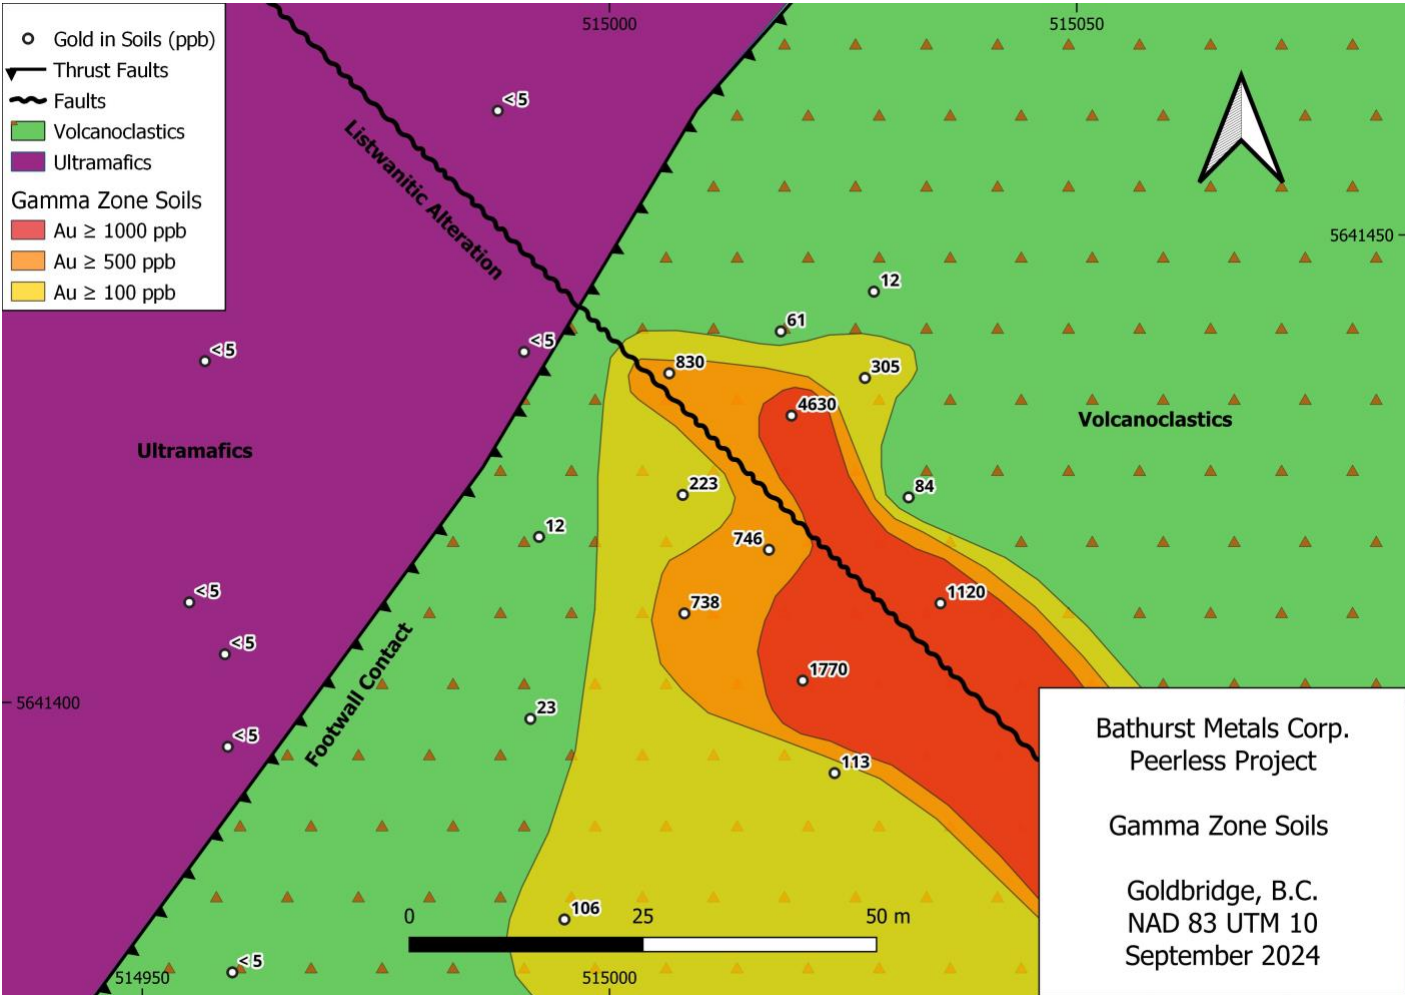 Gold in Soils (ppb)
Thrust Faults
Faults
Volcanoclastics
Ultramafics
Gamma Zone Soils
Au ≥ 1000 ppb
Au ≥ 500 ppb
Au ≥ 100 ppb
515000
515050
< 5
Listwanitic Alteration
5641450
12
61
< 5
< 5
830
305
4630
Volcanoclastics
Ultramafics
223
84
12
746
1120
< 5
738
< 5
1770
Footwall Contact
5641400
23
< 5
113
106
0 25 50 m
< 5
514950
515000
Bathurst Metals Corp.
Peerless Project
Gamma Zone Soils
Goldbridge, B.C.
NAD 83 UTM 10
September 2024